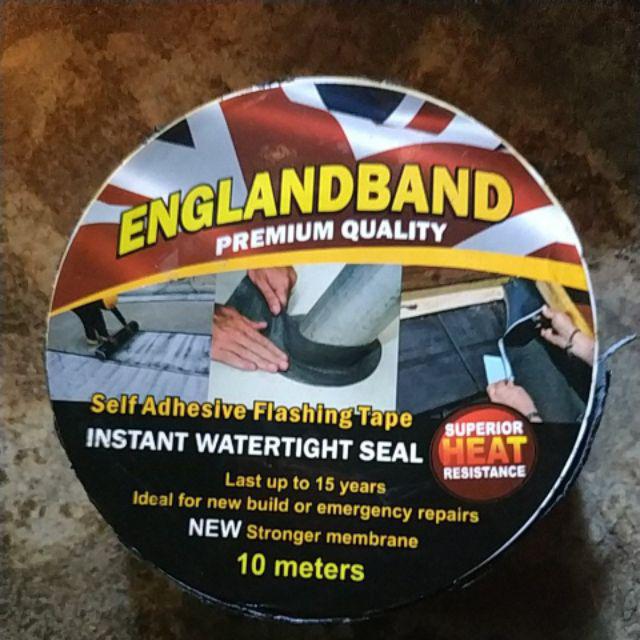 ENGLANDBAND
PREMIUM QUALITY
Self Adhesive Flashing Tape
INSTANT WATERTIGHT SEAL
SUPERIOR
HEAT
RESISTANCE
Last up to 15 years
Ideal for new build or emergency repairs
NEW Stronger membrane
10 meters